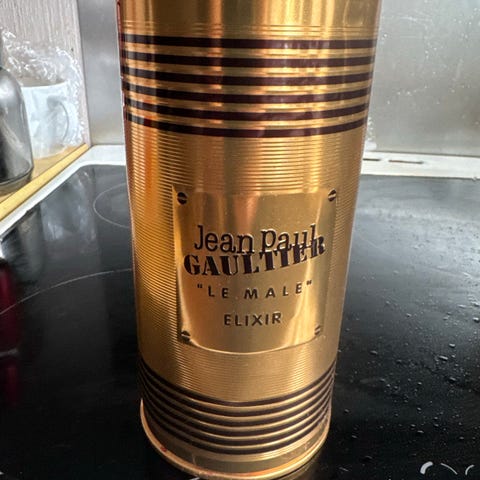 Jean Paul
GAULTIER
"LE MALE"
ELIXIR